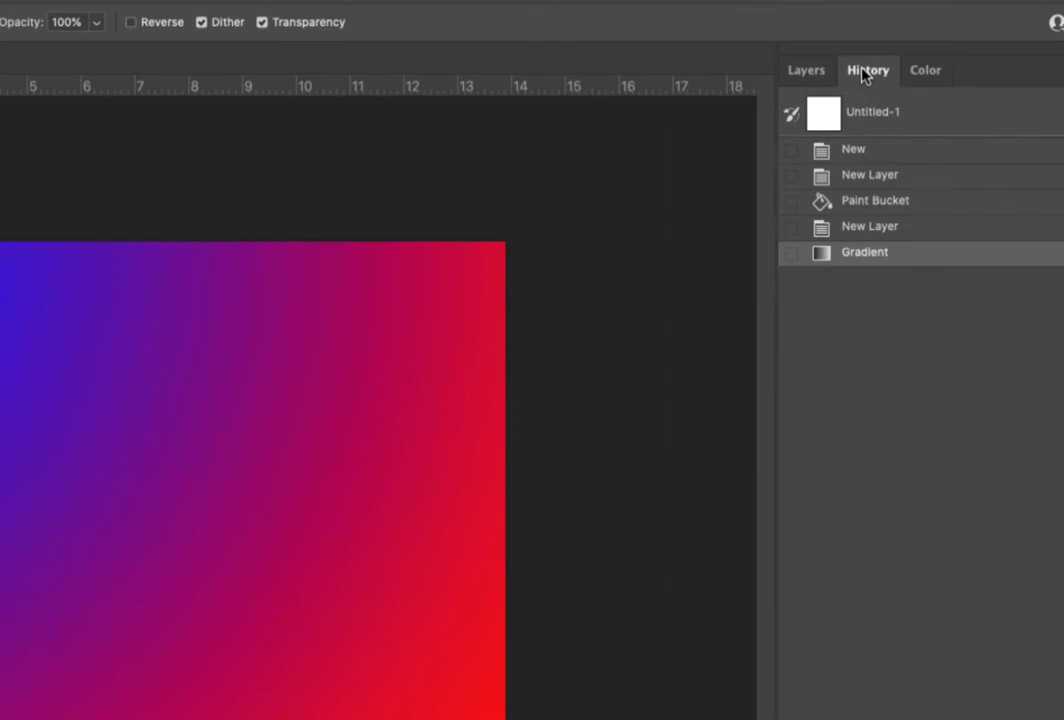 Opacity: 100% Reverse Dither Transparency
5 6 7 8 9 10 11 12 13 14 15 16 17 18
Layers History Color
Untitled-1
New
New Layer
Paint Bucket
New Layer
Gradient